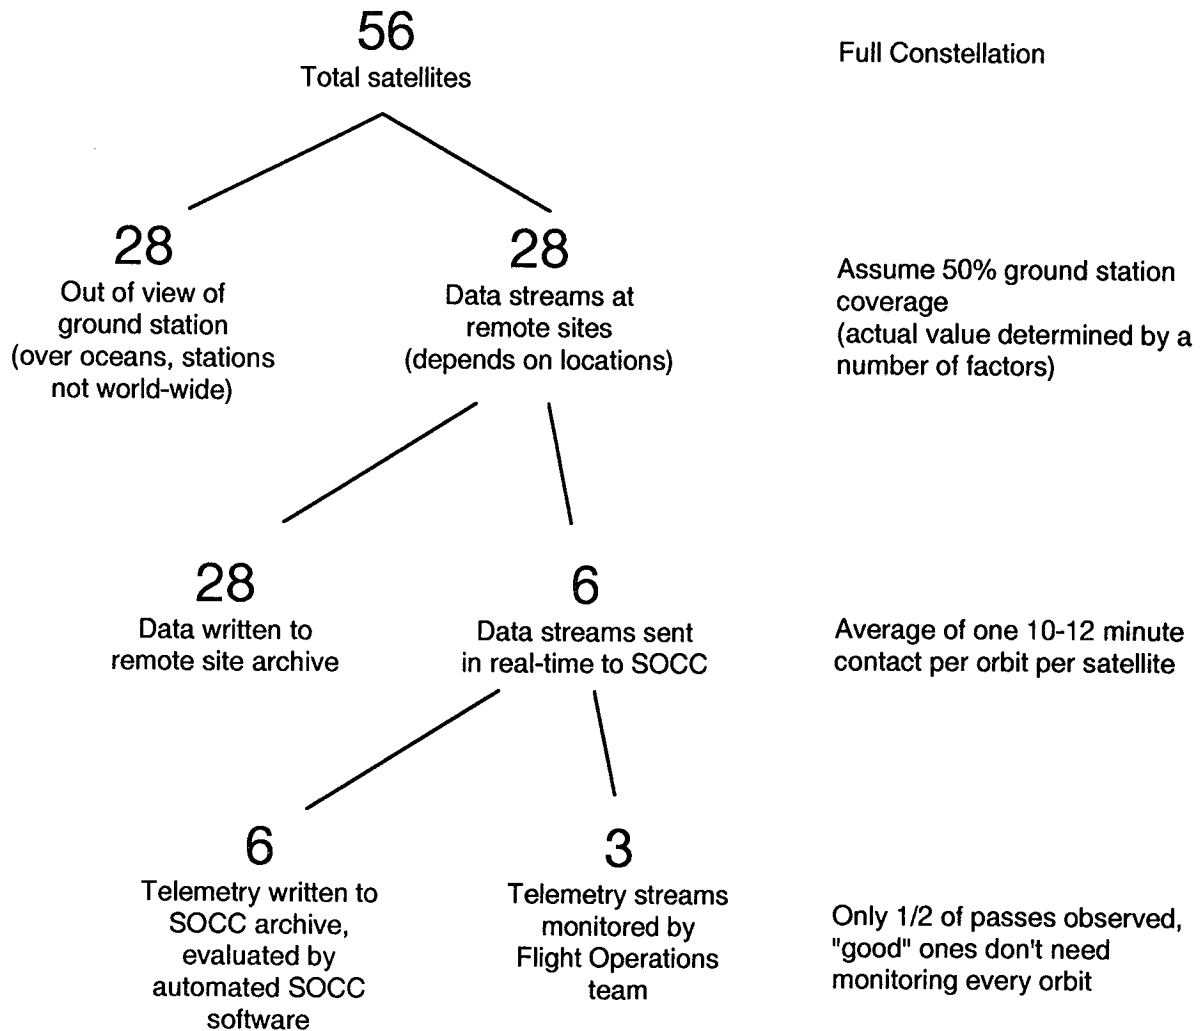 56
Total satellites
Full Constellation
28
Out of view of
ground station
(over oceans, stations
not world-wide)
28
Data streams at
remote sites
(depends on locations)
Assume 50% ground station
coverage
(actual value determined by a
number of factors)
28
Data written to
remote site archive
6
Data streams sent
in real-time to SOCC
Average of one 10-12 minute
contact per orbit per satellite
6
Telemetry written to
SOCC archive,
evaluated by
automated SOCC
software
3
Telemetry streams
monitored by
Flight Operations
team
Only 1/2 of passes observed,
"good" ones don't need
monitoring every orbit